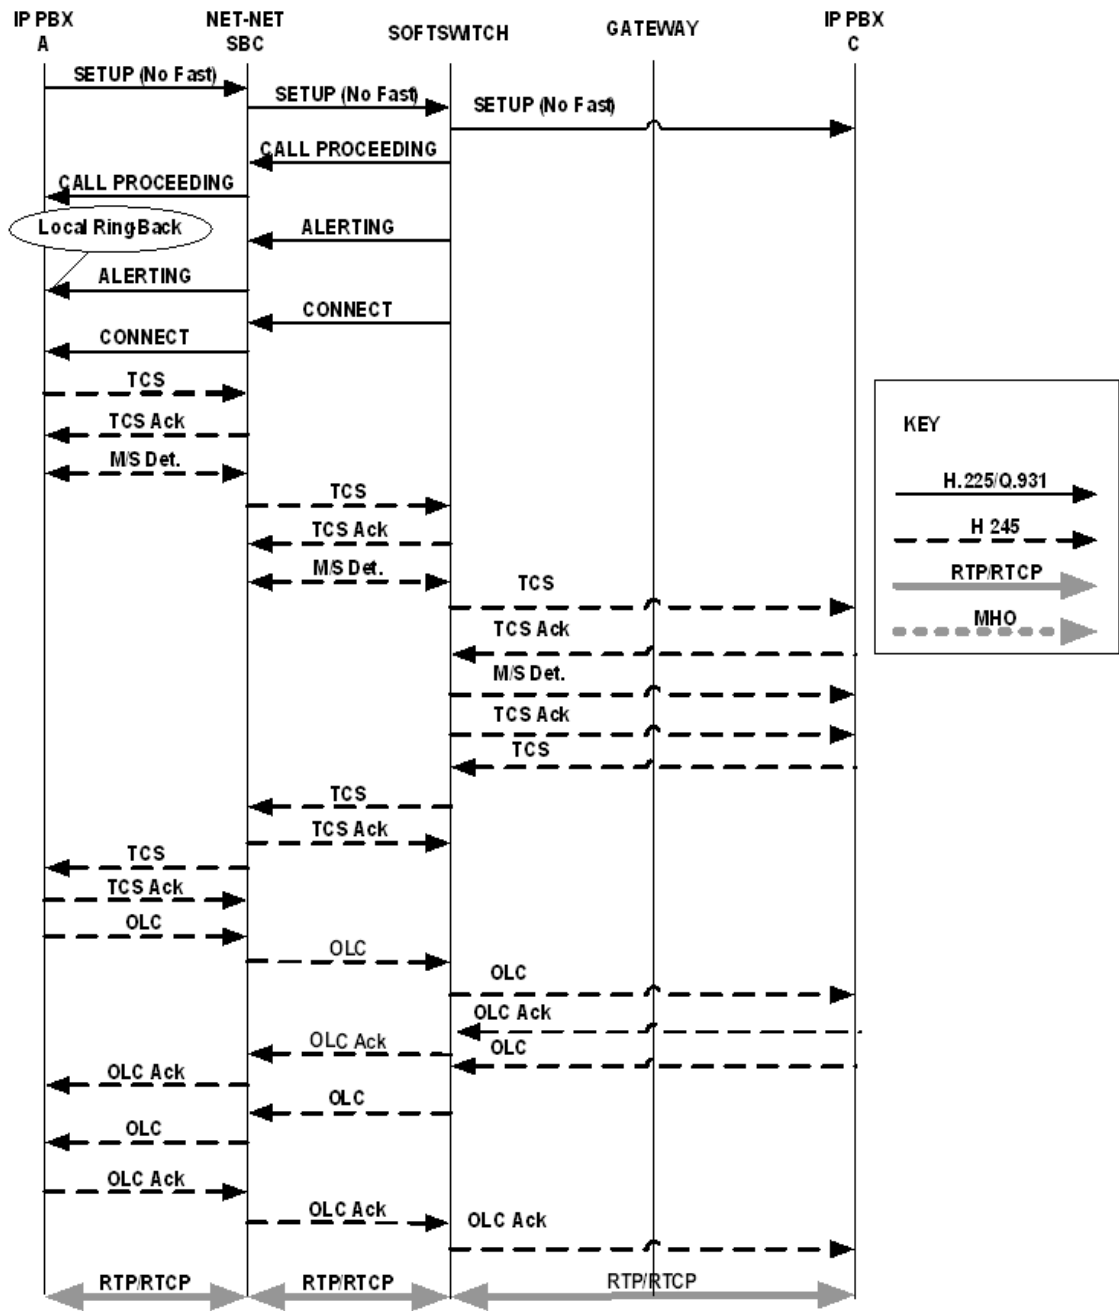 IP PBX
A
NET-NET
SBC
SOFTSWITCH
GATEWAY
IP PBX
C
SETUP (No Fast)
SETUP (No Fast)
SETUP (No Fast)
CALL PROCEEDING
CALL PROCEEDING
Local Ring-Back
ALERTING
ALERTING
CONNECT
CONNECT
TCS
TCS Ack
M/S Det.
TCS
TCS Ack
M/S Det.
TCS
TCS Ack
M/S Det.
TCS Ack
TCS
TCS
TCS Ack
TCS
TCS Ack
OLC
OLC
OLC
OLC Ack
OLC Ack
OLC
OLC Ack
OLC
OLC
OLC Ack
OLC Ack
OLC Ack
RTP/RTCP
RTP/RTCP
RTP/RTCP
KEY
H.225/Q.931
H 245
RTP/RTCP
MHO